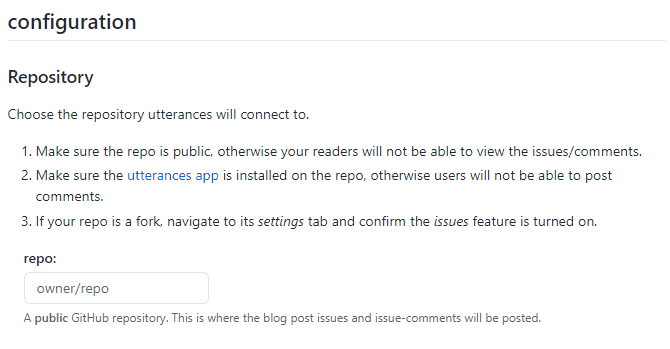 configuration
Repository
Choose the repository utterances will connect to.
1. Make sure the repo is public, otherwise your readers will not be able to view the issues/comments.
2. Make sure the utterances app is installed on the repo, otherwise users will not be able to post
comments.
3. If your repo is a fork, navigate to its settings tab and confirm the issues feature is turned on.
repo:
owner/repo
A public GitHub repository. This is where the blog post issues and issue-comments will be posted.